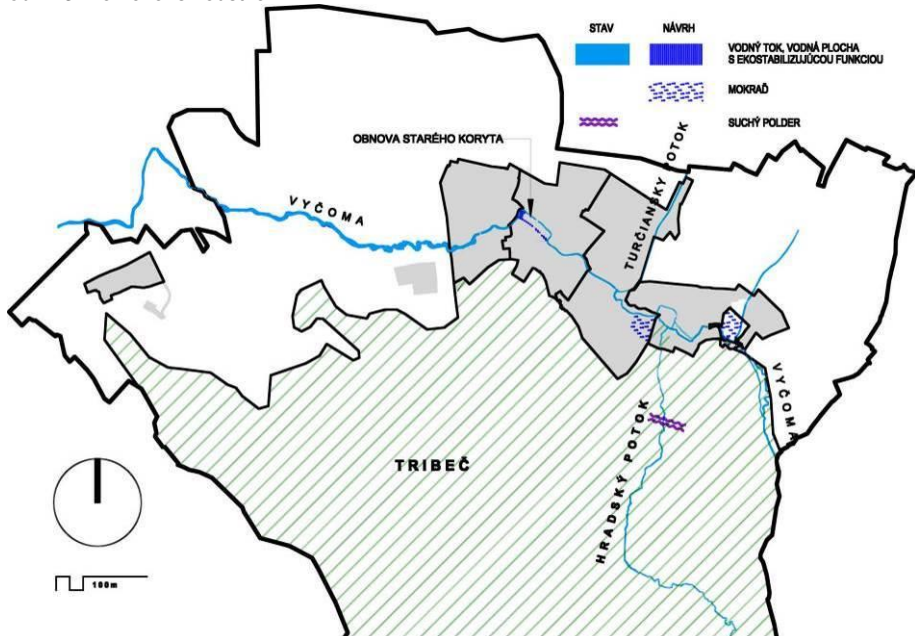 STAV NÁVRH
VODNÝ TOK, VODNÁ PLOCHA
S EKOSTABILIZUJÚCOU FUNKCIOU
MOKRAĎ
SUCHÝ POLDER
OBNOVA STARÉHO KORYTA
VYČOMA
TURČIANSKY POTOK
VYČOMA
HRADSKÝ POTOK
TRIBEČ
100m